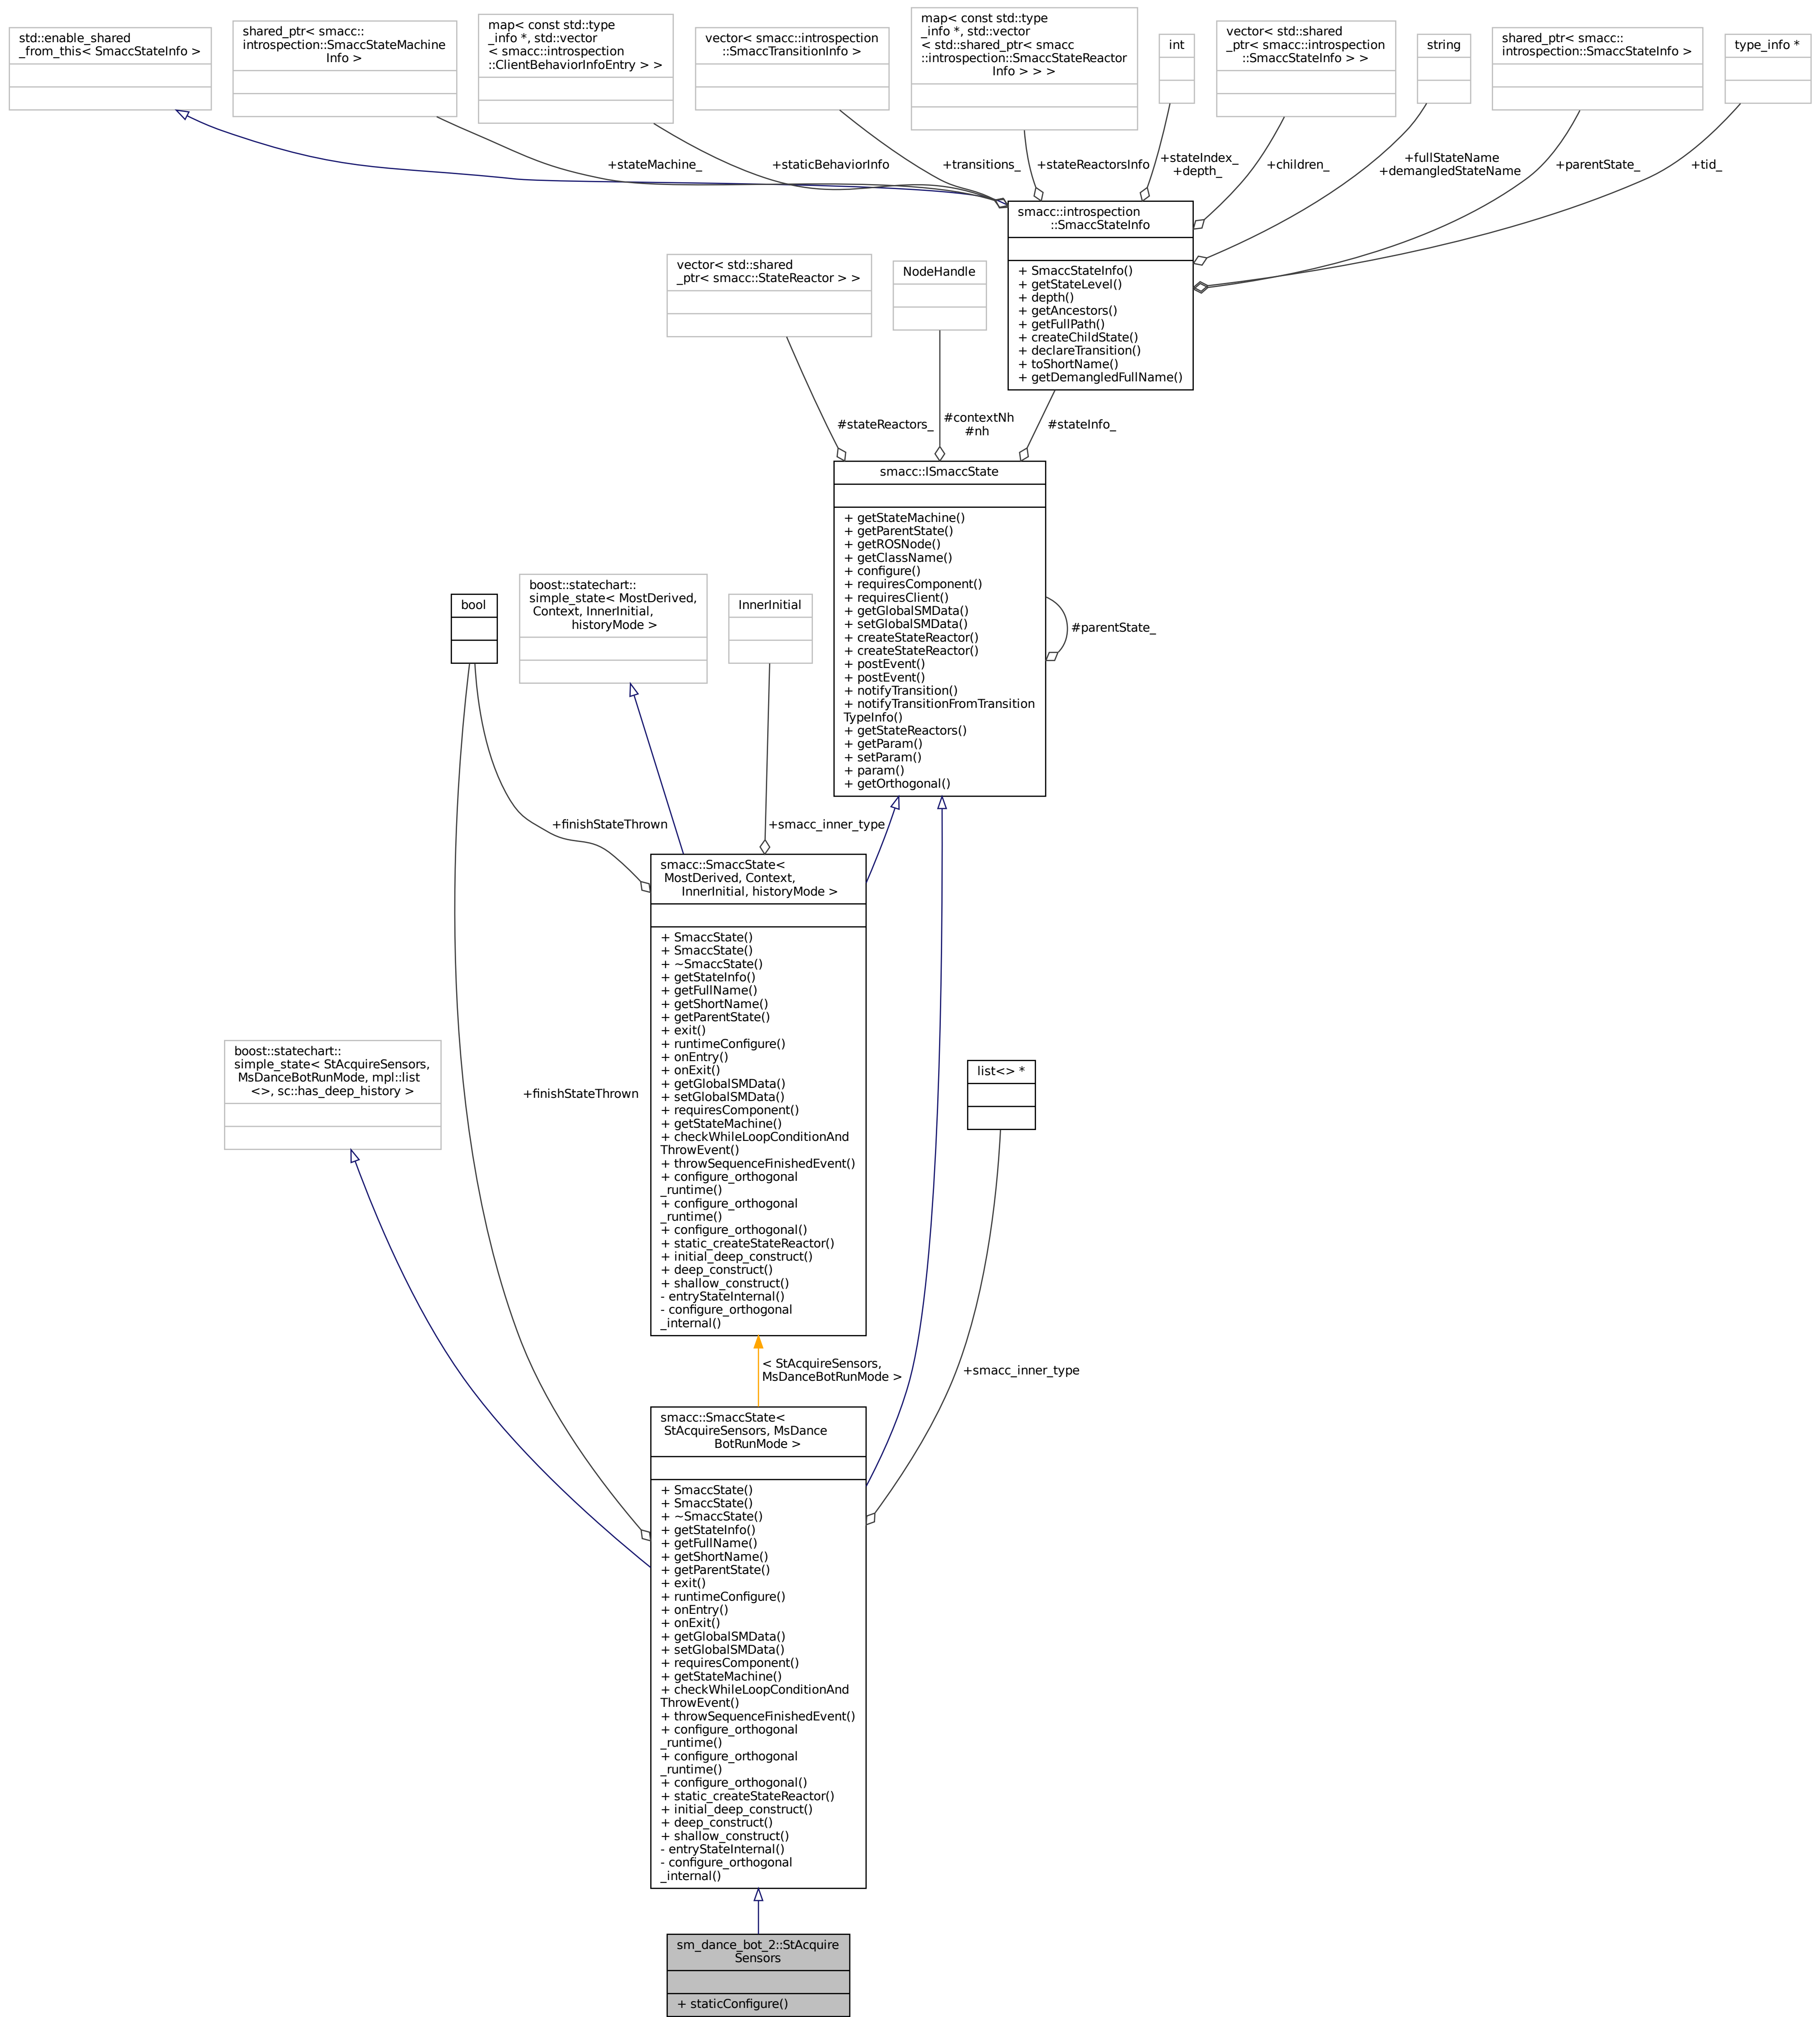 std::enable_shared
_from_this< SmaccStateInfo >
shared_ptr< smacc::
introspection::SmaccStateMachine
Info >
map< const std::type
_info *, std::vector
< smacc::introspection
::ClientBehaviorInfoEntry > >
vector< smacc::introspection
::SmaccTransitionInfo >
map< const std::type
_info *, std::vector
< std::shared_ptr< smacc
::introspection::SmaccStateReactor
Info > > >
int
vector< std::shared
_ptr< smacc::introspection
::SmaccStateInfo > >
string
shared_ptr< smacc::
introspection::SmaccStateInfo >
type_info *
+stateMachine_
+staticBehaviorInfo
+transitions_
+stateReactorsInfo
+stateIndex_
+depth_
+children_
+fullStateName
+demangledStateName
+parentState_
+tid_
smacc::introspection
::SmaccStateInfo
+ SmaccStateInfo()
+ getStateLevel()
+ depth()
+ getAncestors()
+ getFullPath()
+ createChildState()
+ declareTransition()
+ toShortName()
+ getDemangledFullName()
vector< std::shared
_ptr< smacc::StateReactor > >
NodeHandle
#stateReactors_
#contextNh
#nh
#stateInfo_
smacc::ISmaccState
+ getStateMachine()
+ getParentState()
+ getROSNode()
+ getClassName()
+ configure()
+ requiresComponent()
+ requiresClient()
+ getGlobalSMData()
+ setGlobalSMData()
+ createStateReactor()
+ createStateReactor()
+ postEvent()
+ postEvent()
+ notifyTransition()
+ notifyTransitionFromTransition
TypeInfo()
+ getStateReactors()
+ getParam()
+ setParam()
+ param()
+ getOrthogonal()
#parentState_
bool
boost::statechart::
simple_state< MostDerived,
Context, InnerInitial,
historyMode >
InnerInitial
+finishStateThrown
+smacc_inner_type
smacc::SmaccState<
MostDerived, Context,
InnerInitial, historyMode >
+ SmaccState()
+ SmaccState()
+ ~SmaccState()
+ getStateInfo()
+ getFullName()
+ getShortName()
+ getParentState()
+ exit()
+ runtimeConfigure()
+ onEntry()
+ onExit()
+ getGlobalSMData()
+ setGlobalSMData()
+ requiresComponent()
+ getStateMachine()
+ checkWhileLoopConditionAnd
ThrowEvent()
+ throwSequenceFinishedEvent()
+ configure_orthogonal
_runtime()
+ configure_orthogonal
_runtime()
+ configure_orthogonal()
+ static_createStateReactor()
+ initial_deep_construct()
+ deep_construct()
+ shallow_construct()
- entryStateInternal()
- configure_orthogonal
_internal()
boost::statechart::
simple_state< StAcquireSensors,
MsDanceBotRunMode, mpl::list
<>, sc::has_deep_history >
+finishStateThrown
list<> *
< StAcquireSensors,
MsDanceBotRunMode >
+smacc_inner_type
smacc::SmaccState<
StAcquireSensors, MsDance
BotRunMode >
+ SmaccState()
+ SmaccState()
+ ~SmaccState()
+ getStateInfo()
+ getFullName()
+ getShortName()
+ getParentState()
+ exit()
+ runtimeConfigure()
+ onEntry()
+ onExit()
+ getGlobalSMData()
+ setGlobalSMData()
+ requiresComponent()
+ getStateMachine()
+ checkWhileLoopConditionAnd
ThrowEvent()
+ throwSequenceFinishedEvent()
+ configure_orthogonal
_runtime()
+ configure_orthogonal
_runtime()
+ configure_orthogonal()
+ static_createStateReactor()
+ initial_deep_construct()
+ deep_construct()
+ shallow_construct()
- entryStateInternal()
- configure_orthogonal
_internal()
sm_dance_bot_2::StAcquire
Sensors
+ staticConfigure()